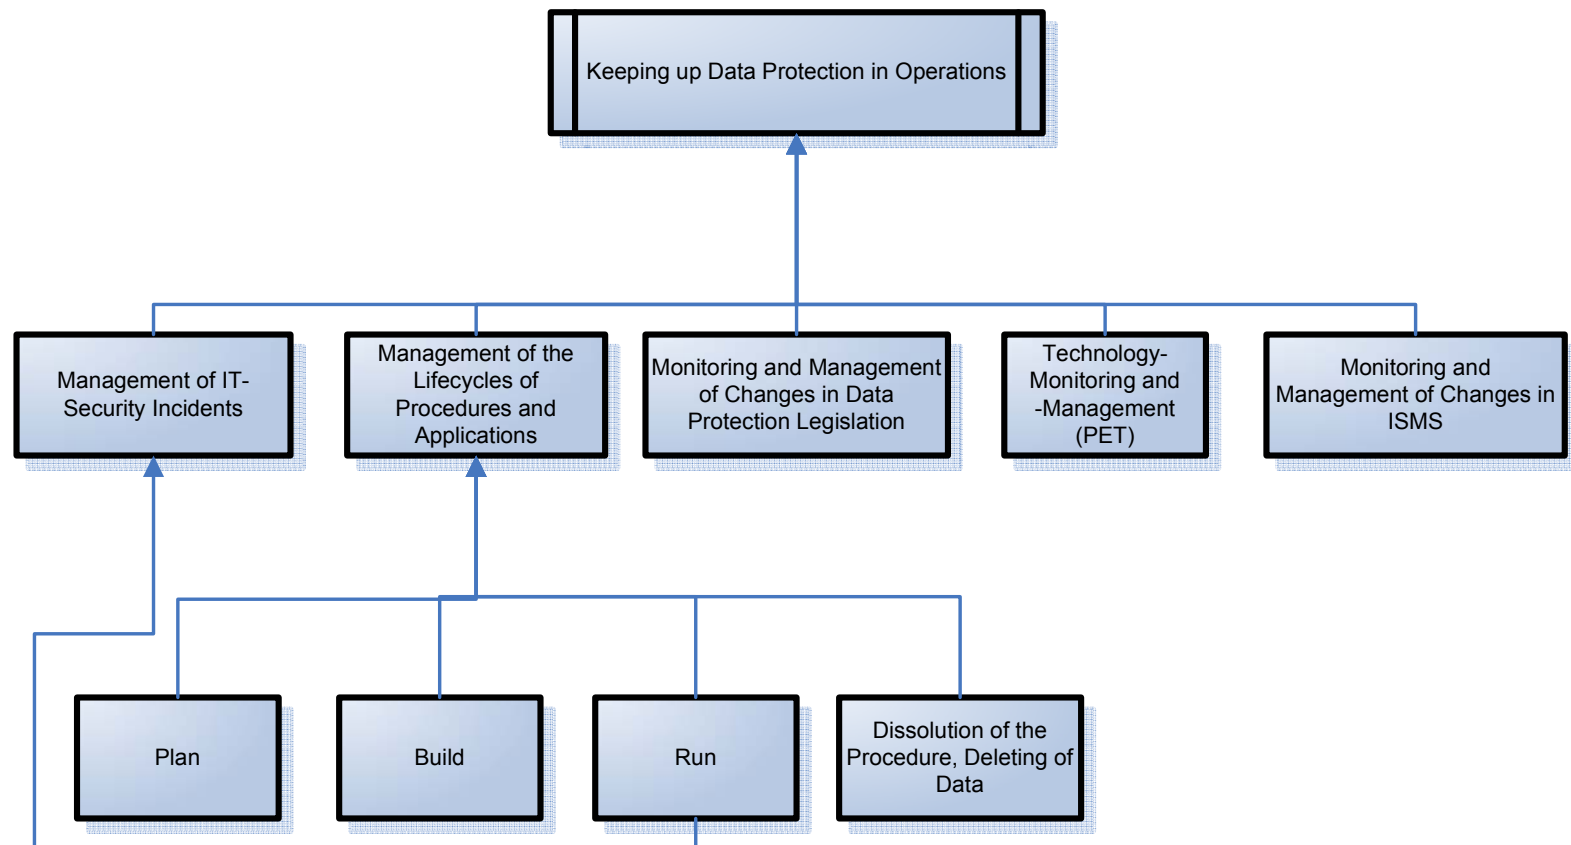 Keeping up Data Protection in Operations
Management of IT-
Security Incidents
Management of the
Lifecycles of
Procedures and
Applications
Monitoring and Management
of Changes in Data
Protection Legislation
Technology-
Monitoring and
-Management
(PET)
Monitoring and
Management of Changes in
ISMS
Plan
Build
Run
Dissolution of the
Procedure, Deleting of
Data